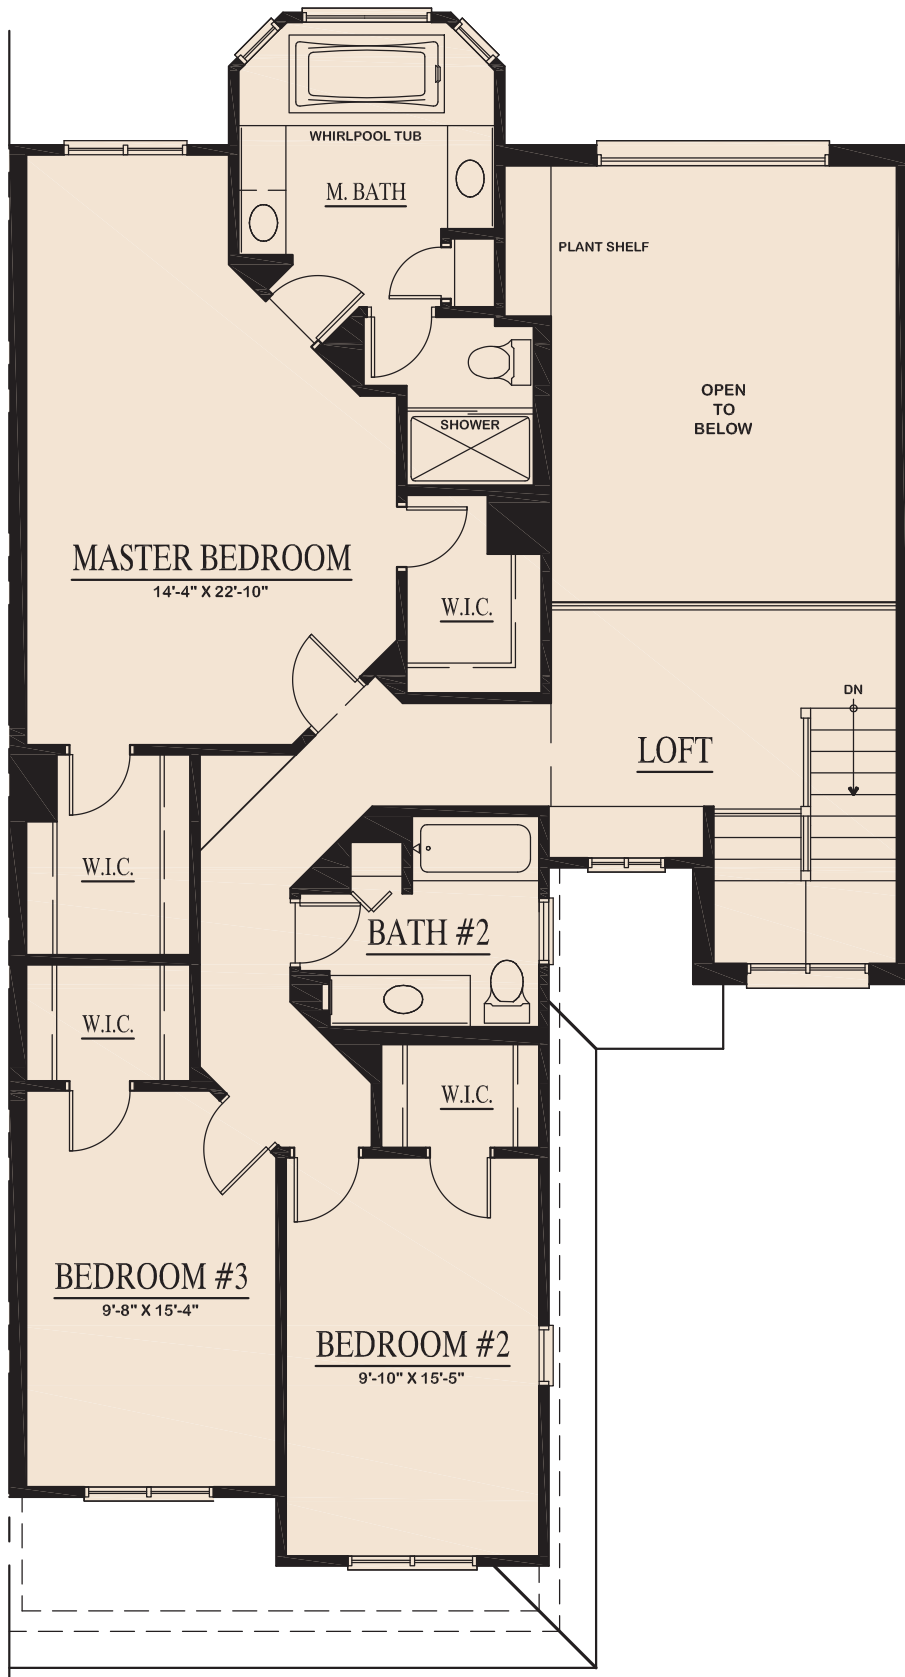 WHIRLPOOL TUB
M. BATH
PLANT SHELF
OPEN
TO
BELOW
SHOWER
MASTER BEDROOM
14'-4" X 22'-10"
W.I.C.
DN
LOFT
W.I.C.
BATH #2
W.I.C.
W.I.C.
BEDROOM #3
9'-8" X 15'-4"
BEDROOM #2
9'-10" X 15'-5"